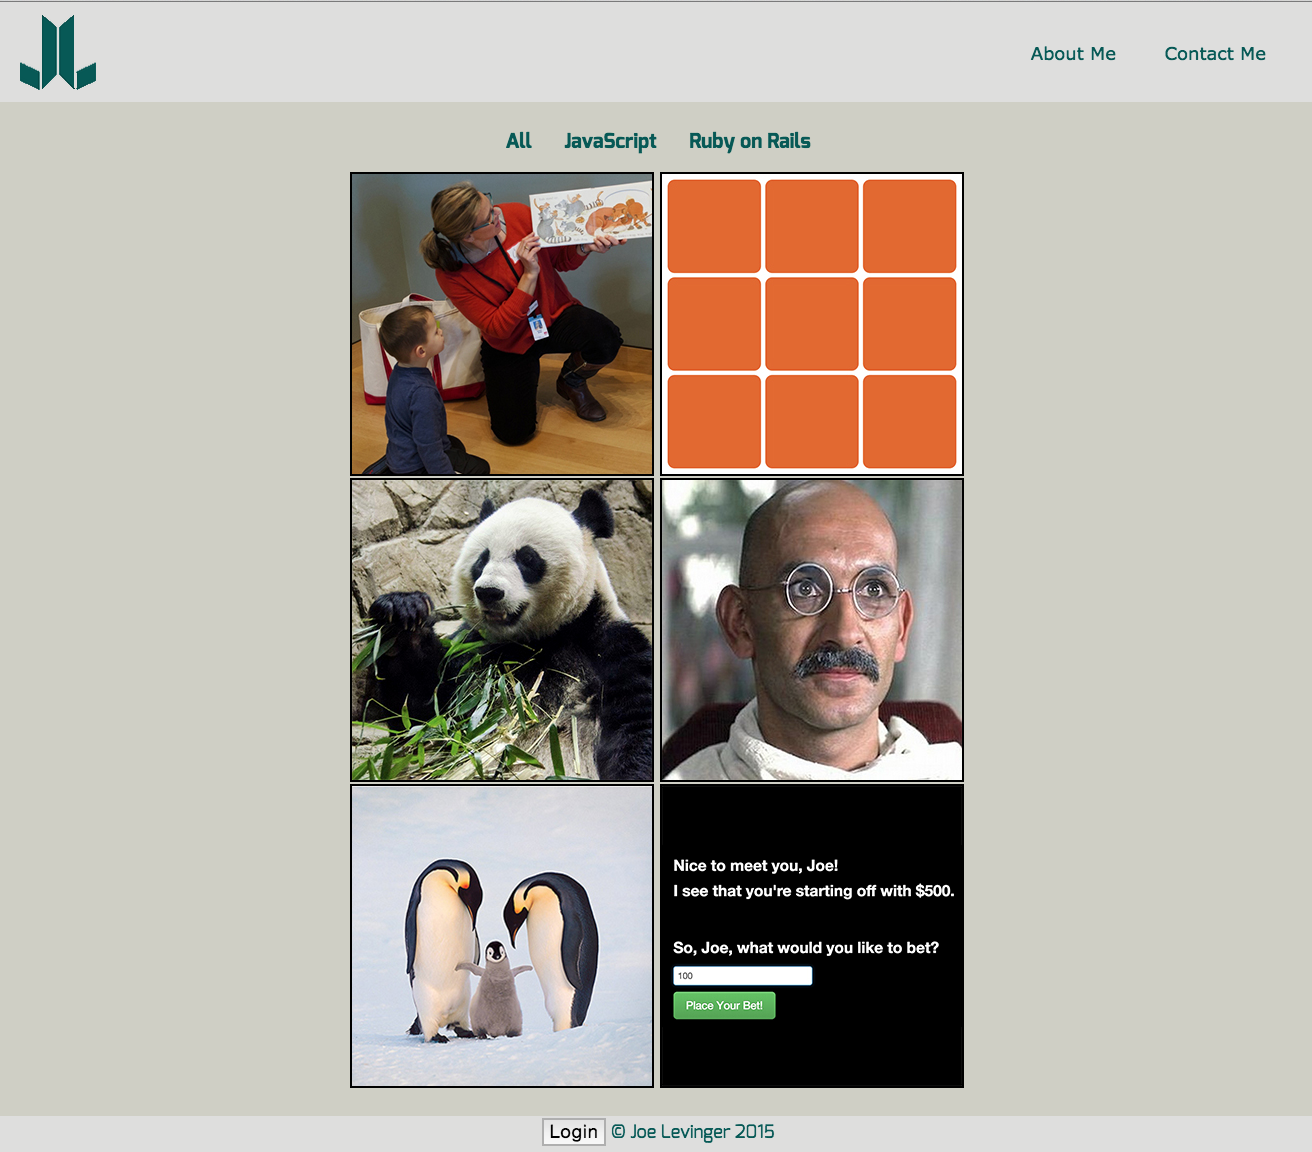 JL
About Me Contact Me
All JavaScript Ruby on Rails
Nice to meet you, Joe!
I see that you're starting off with $500.
So, Joe, what would you like to bet?
100
Place Your Bet!
Login © Joe Levinger 2015